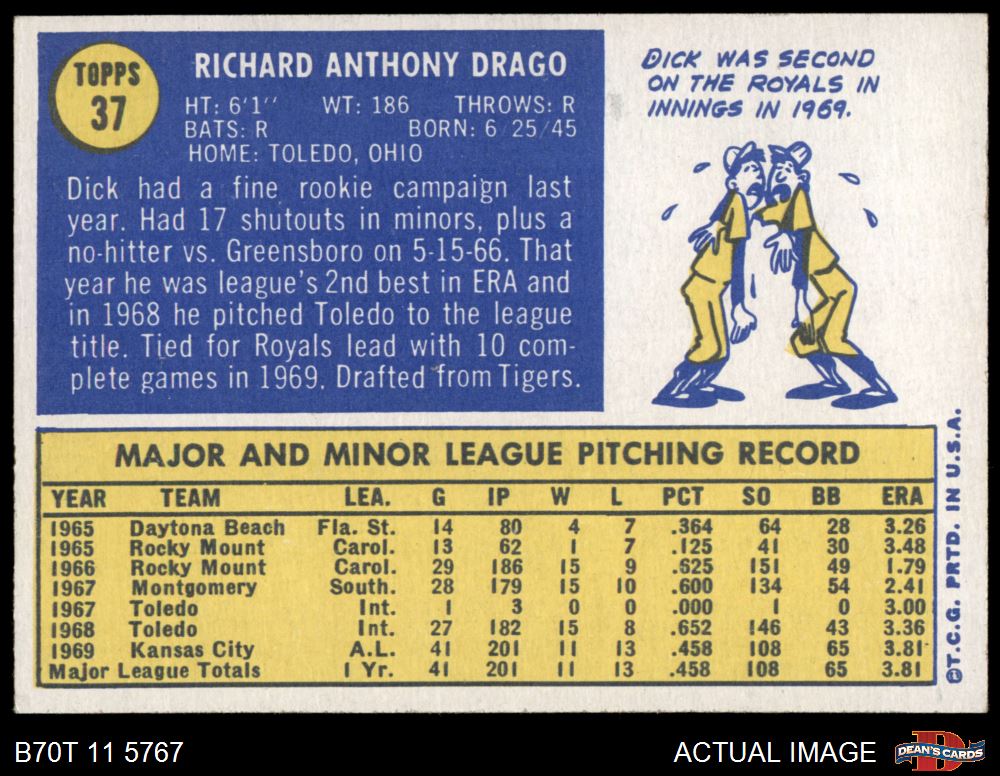 TOPPS
37
RICHARD ANTHONY DRAGO
HT: 6'1" WT: 186 THROWS: R
BATS: R BORN: 6 25 45
HOME: TOLEDO, OHIO
Dick had a fine rookie campaign last
year. Had 17 shutouts in minors, plus a
no-hitter vs. Greensboro on 5-15-66. That
year he was league's 2nd best in ERA and
in 1968 he pitched Toledo to the league
title. Tied for Royals lead with 10 com-
plete games in 1969. Drafted from Tigers.
DICK WAS SECOND
ON THE ROYALS IN
INNINGS IN 1969.
MAJOR AND MINOR LEAGUE PITCHING RECORD
YEAR TEAM LEA. G IP W L PCT SO BB ERA
1965 Daytona Beach Fla. St. 14 80 4 7 .364 64 28 3.26
1965 Rocky Mount Carol. 13 62 1 7 .125 41 30 3.48
1966 Rocky Mount Carol. 29 186 15 9 .625 151 49 1.79
1967 Montgomery South. 28 179 15 10 .600 134 54 2.41
1967 Toledo Int. 1 3 0 0 .000 1 0 3.00
1968 Toledo Int. 27 182 15 8 .652 146 43 3.36
1969 Kansas City A.L. 41 201 11 13 .458 108 65 3.81
Major League Totals 1 Yr. 41 201 11 13 .458 108 65 3.81
©T.C.G. PRTD. IN U.S.A.
B70T 11 5767
ACTUAL IMAGE
DEAN'S CARDS